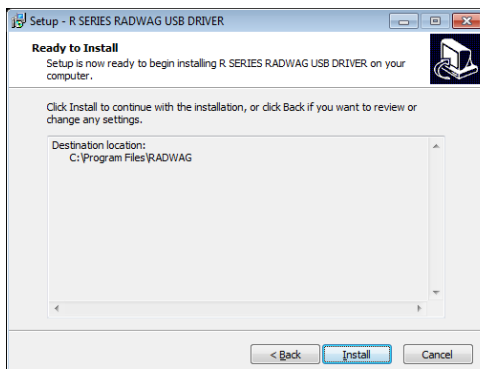 Setup - R SERIES RADWAG USB DRIVER
Ready to Install
Setup is now ready to begin installing R SERIES RADWAG USB DRIVER on your
computer.
Click Install to continue with the installation, or click Back if you want to review or
change any settings.
Destination location:
C:\Program Files\RADWAG
< Back
Install
Cancel